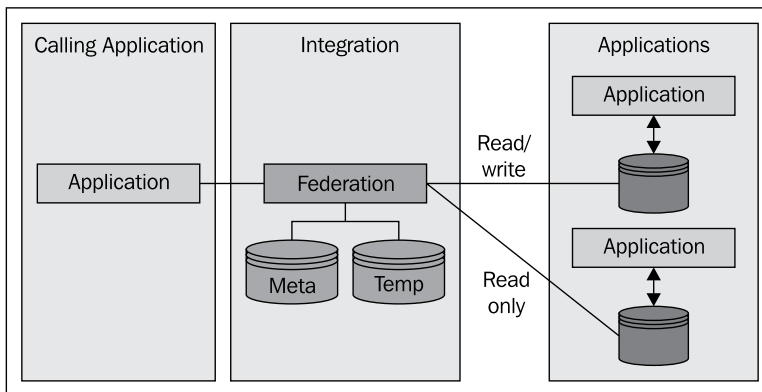 Calling Application
Integration
Applications
Application
Read/
write
Application
Federation
Application
Meta
Temp
Read
only